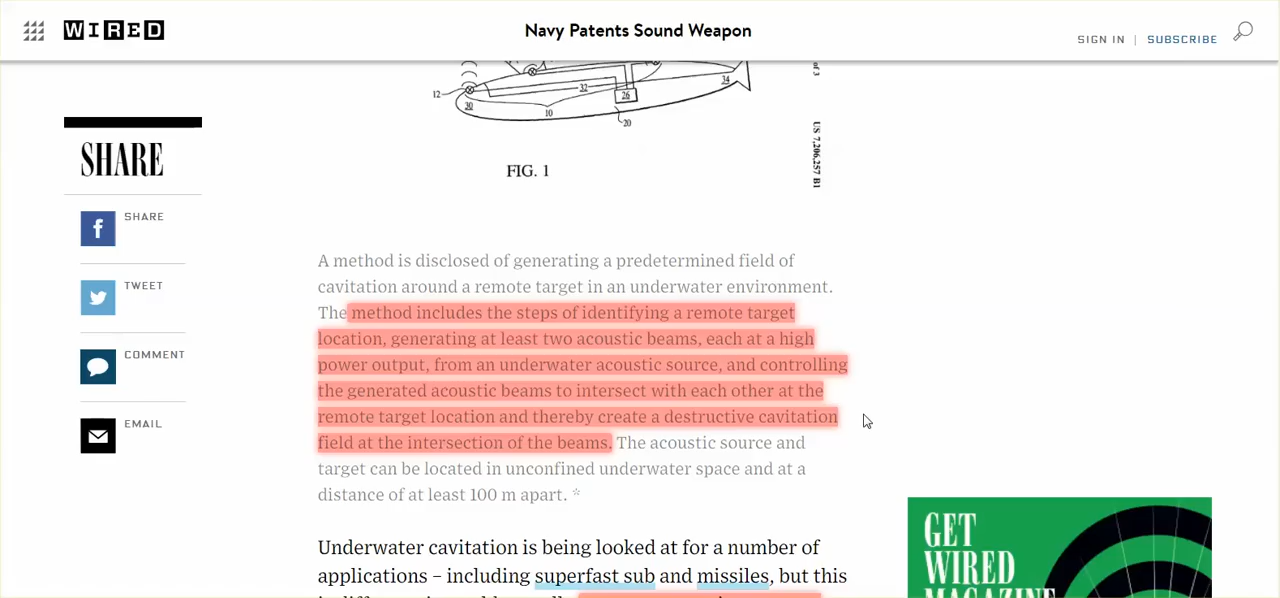 WIRED
Navy Patents Sound Weapon
SIGN IN | SUBSCRIBE
of 3
12
32
26
34
30
10
20
US 7,206,257 B1
FIG. 1
SHARE
SHARE
TWEET
COMMENT
EMAIL
A method is disclosed of generating a predetermined field of
cavitation around a remote target in an underwater environment.
The method includes the steps of identifying a remote target
location, generating at least two acoustic beams, each at a high
power output, from an underwater acoustic source, and controlling
the generated acoustic beams to intersect with each other at the
remote target location and thereby create a destructive cavitation
field at the intersection of the beams. The acoustic source and
target can be located in unconfined underwater space and at a
distance of at least 100 m apart. *
Underwater cavitation is being looked at for a number of
applications – including superfast sub and missiles, but this
GET
WIRED
MAGAZINE